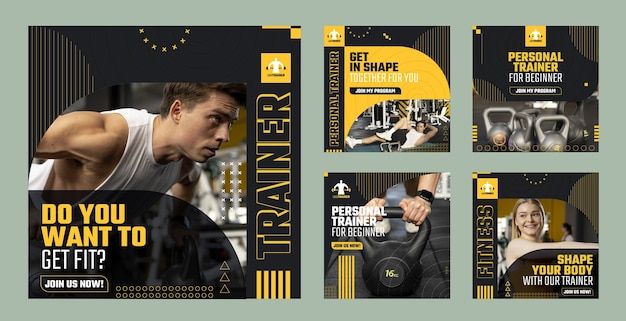 DO YOU
WANT TO
GET FIT?
JOIN US NOW!
TRAINER
PERSONAL TRAINER
GET
IN SHAPE
TOGETHER FOR YOU
JOIN MY PROGRAM
PERSONAL
TRAINER
FOR BEGINNER
JOIN MY PROGRAM
PERSONAL
TRAINER
FOR BEGINNER
JOIN US NOW!
16KG
FITNESS
SHAPE
YOUR BODY
WITH OUR TRAINER
JOIN US NOW!